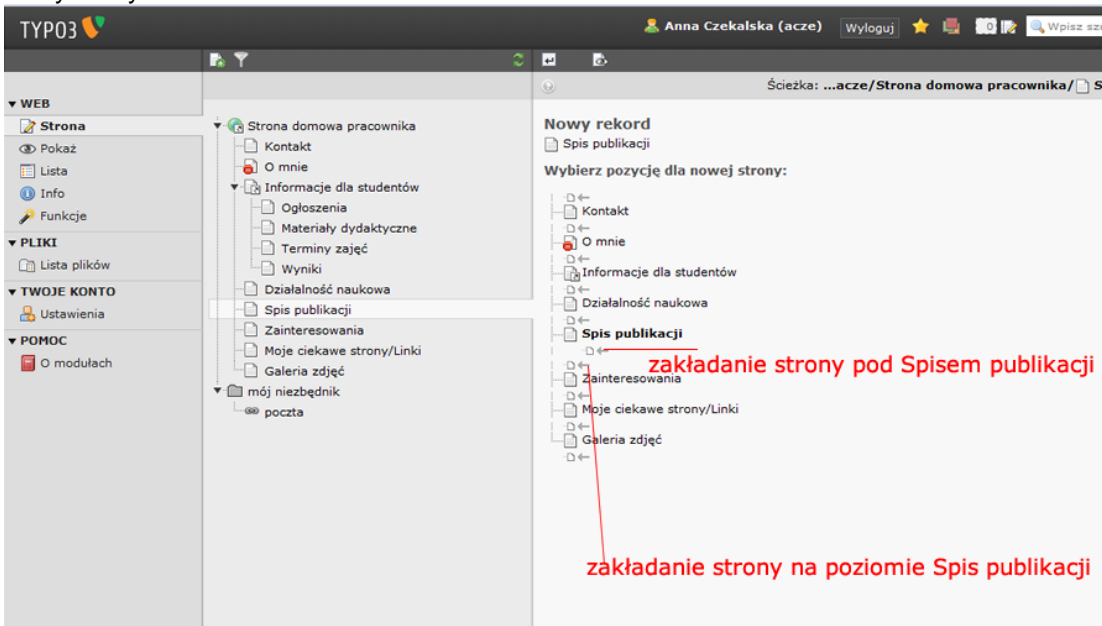 TYPO3
Anna Czekalska (acze)
Wyloguj
0
Wpisz
Ścieżka: ...acze/Strona domowa pracownika/
WEB
Strona
Pokaż
Lista
Info
Funkcje
PLIKI
Lista plików
TWOJE KONTO
Ustawienia
POMOC
O modułach
Strona domowa pracownika
Kontakt
O mnie
Informacje dla studentów
Ogłoszenia
Materiały dydaktyczne
Terminy zajęć
Wyniki
Działalność naukowa
Spis publikacji
Zainteresowania
Moje ciekawe strony/Linki
Galeria zdjęć
mój niezbędnik
poczta
Nowy rekord
Spis publikacji
Wybierz pozycję dla nowej strony:
Kontakt
O mnie
Informacje dla studentów
Działalność naukowa
Spis publikacji
zakładanie strony pod Spisem publikacji
Zainteresowania
Moje ciekawe strony/Linki
Galeria zdjęć
zakładanie strony na poziomie Spis publikacji